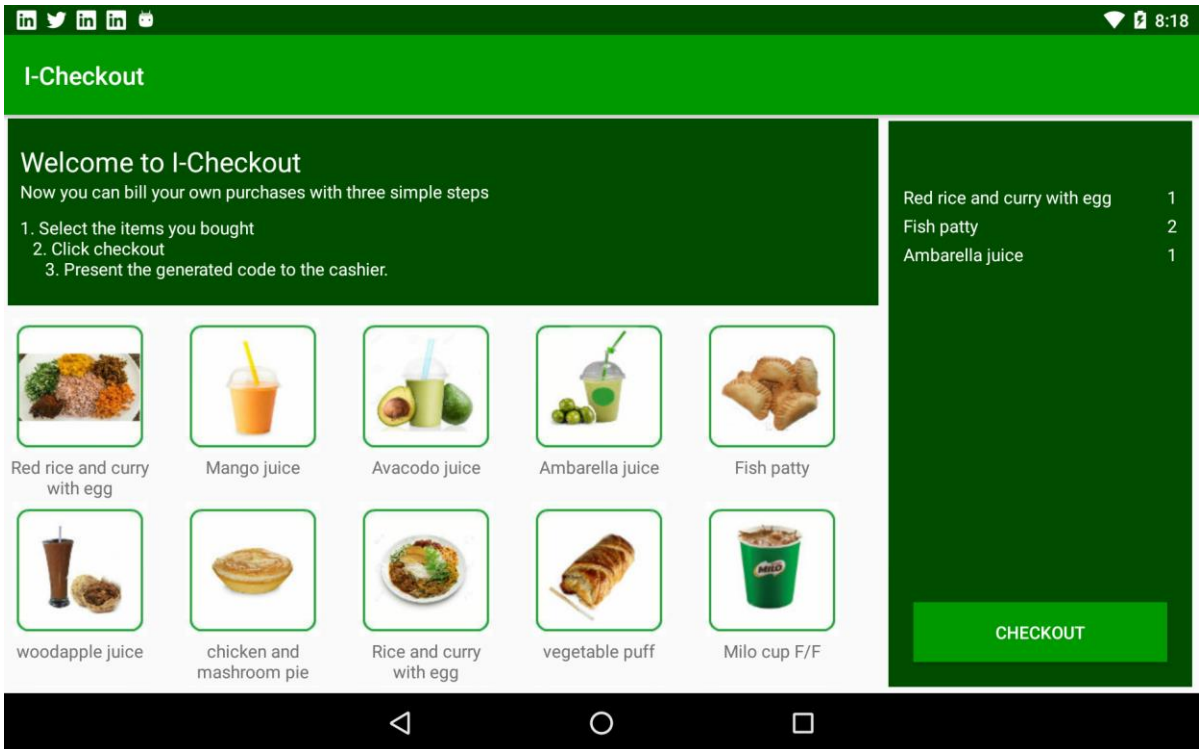 in in in 8:18
I-Checkout
Welcome to I-Checkout
Now you can bill your own purchases with three simple steps
1. Select the items you bought
2. Click checkout
3. Present the generated code to the cashier.
Red rice and curry
with egg
Mango juice
Avacodo juice
Ambarella juice
Fish patty
woodapple juice
chicken and
mashroom pie
Rice and curry
with egg
vegetable puff
MILO
Milo cup F/F
Red rice and curry with egg 1
Fish patty 2
Ambarella juice 1
CHECKOUT